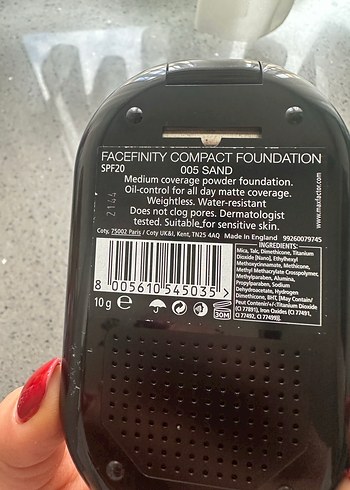 FACEFINITY COMPACT FOUNDATION
SPF20 005 SAND
Medium coverage powder foundation.
Oil-control for all day matte coverage.
Weightless. Water-resistant
Does not clog pores. Dermatologist
tested. Suitable for sensitive skin.
Coty, 75002 Paris / Coty UK&I, Kent, TN25 4AQ Made in England 99260079745
www.maxfactor.com
2144
INGREDIENTS:
Mica, Talc, Dimethicone, Titanium
Dioxide [Nano], Ethylhexyl
Methoxycinnamate, Methicone,
Methyl Methacrylate Crosspolymer,
Methylparaben, Alumina,
Propylparaben, Sodium
Dehydroacetate, Hydrogen
Dimethicone, BHT, [May Contain/
Peut Contenir/+/-:Titanium Dioxide
(CI 77891), Iron Oxides (CI 77491,
CI 77492, CI 77499)]
8 005610 545035 >
10 g e
30M